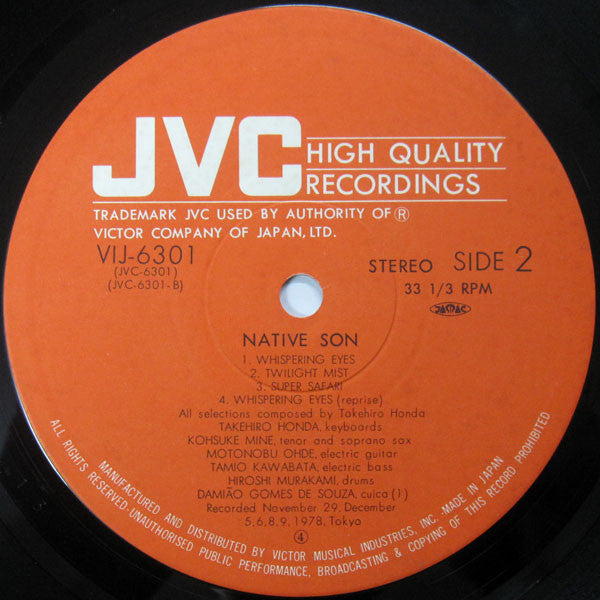 JVC
HIGH QUALITY
RECORDINGS
TRADEMARK JVC USED BY AUTHORITY OF Ⓡ
VICTOR COMPANY OF JAPAN, LTD.
VIJ-6301
(JVC-6301)
(JVC-6301-B)
STEREO SIDE 2
33 1/3 RPM
JASRAC
NATIVE SON
1. WHISPERING EYES
2. TWILIGHT MIST
3. SUPER SAFARI
4. WHISPERING EYES (reprise)
All selections composed by Takehiro Honda
TAKEHIRO HONDA, keyboards
KOHSUKE MINE, tenor and soprano sax
MOTONOBU OHDE, electric guitar
TAMIO KAWABATA, electric bass
HIROSHI MURAKAMI, drums
DAMIÃO GOMES DE SOUZA, cuica (1)
Recorded November 29, December
5,6,8,9, 1978, Tokyo
④
MANUFACTURED AND DISTRIBUTED BY VICTOR MUSICAL INDUSTRIES, INC.-MADE IN JAPAN
ALL RIGHTS RESERVED-UNAUTHORISED PUBLIC PERFORMANCE, BROADCASTING & COPYING OF THIS RECORD PROHIBITED